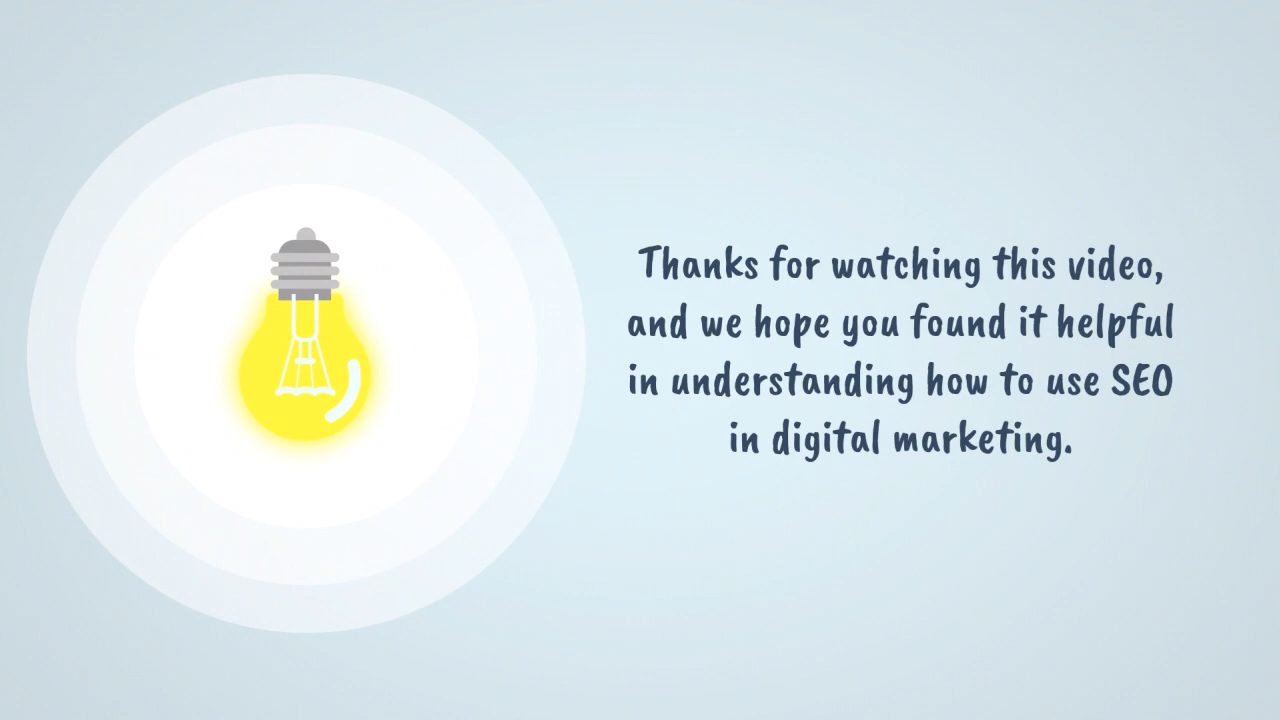 Thanks for watching this video,
and we hope you found it helpful
in understanding how to use SEO
in digital marketing.